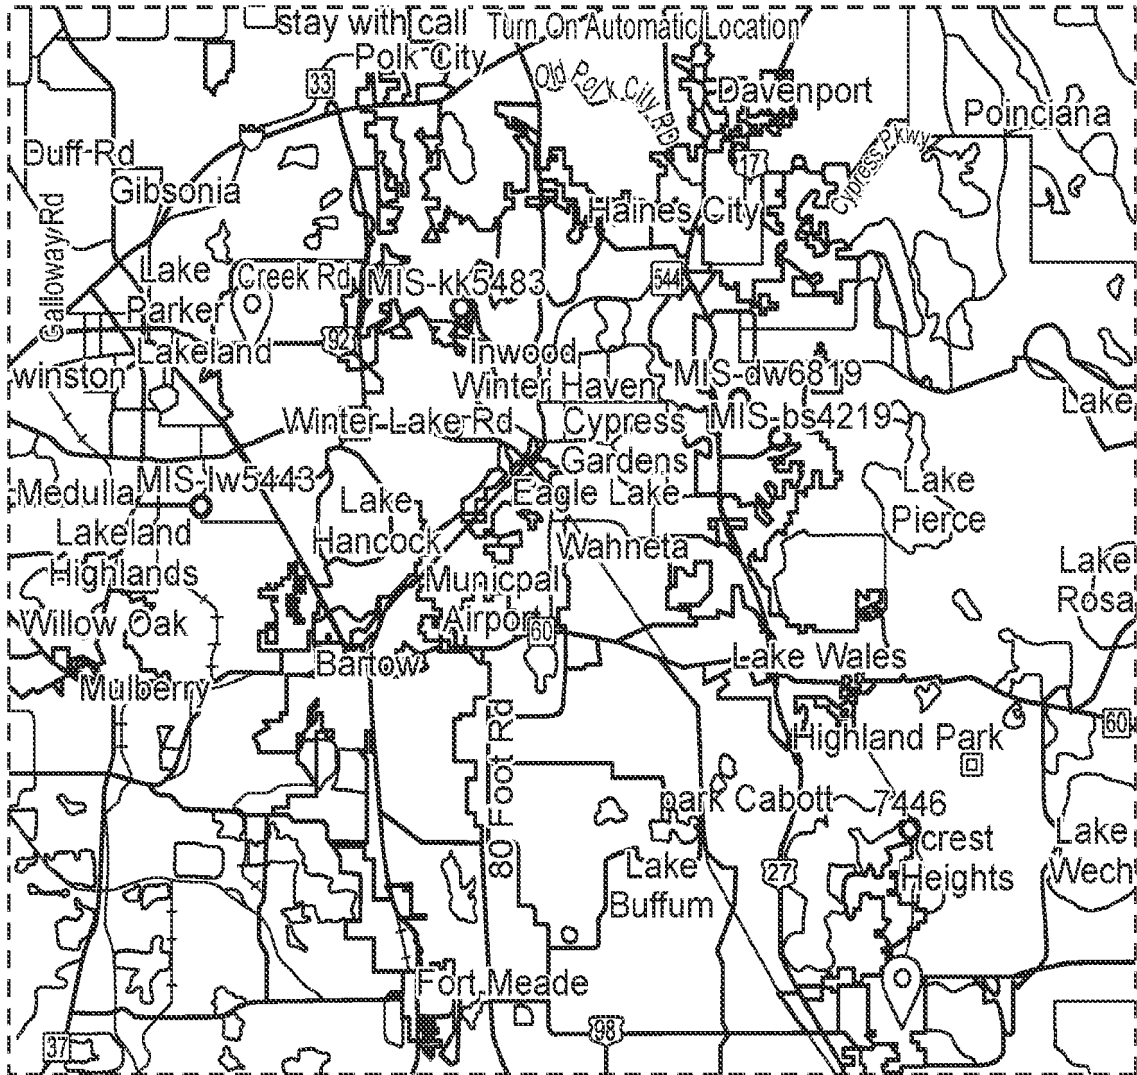 stay with call
Turn On Automatic Location
Polk City
33
Old Polk City RD
Davenport
Poinciana
Duff-Rd
17
Cypress Pkwy
Gibsonia
Galloway Rd
Haines City
Lake
Parker
Creek Rd
MIS-kk5483
544
92
Lakeland
Inwood
winston
Winter Haven
MIS-dw6819
Lake
Winter-Lake Rd
Cypress
Gardens
MIS-bs4219
MIS-lw5443
Medulla
Lake
Hancock
Eagle Lake
Lake
Pierce
Lakeland
Highlands
Wahneta
Lake
Rosa
Municpal
Airport
Willow Oak
60
Bartow
Lake Wales
Mulberry
60
80 Foot Rd
Highland Park
park Cabott
7446
crest
Heights
Lake
Wech
Lake
Buffum
27
Fort Meade
98
37